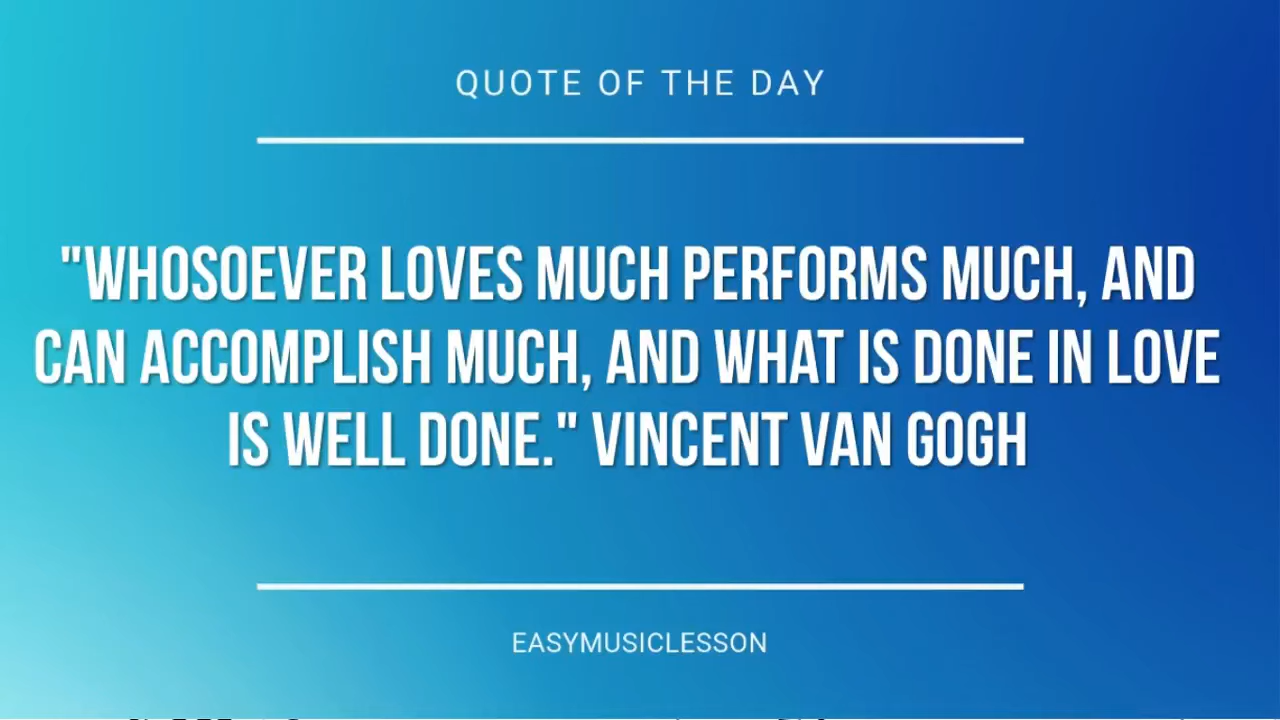 QUOTE OF THE DAY
"WHOSOEVER LOVES MUCH PERFORMS MUCH, AND
CAN ACCOMPLISH MUCH, AND WHAT IS DONE IN LOVE
IS WELL DONE." VINCENT VAN GOGH
EASYMUSICLESSON